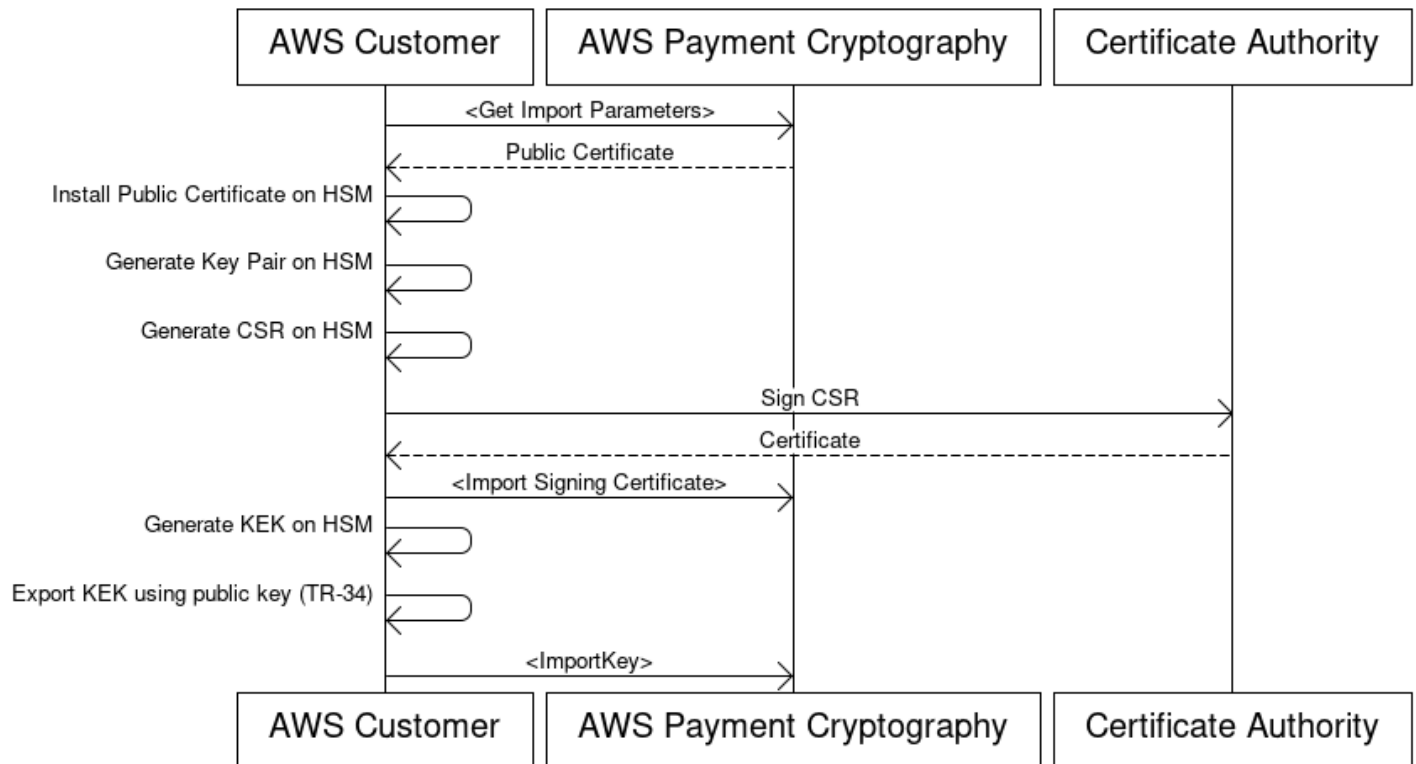 AWS Customer
AWS Payment Cryptography
Certificate Authority
<Get Import Parameters>
Public Certificate
Install Public Certificate on HSM
Generate Key Pair on HSM
Generate CSR on HSM
Sign CSR
Certificate
<Import Signing Certificate>
Generate KEK on HSM
Export KEK using public key (TR-34)
<ImportKey>
AWS Customer
AWS Payment Cryptography
Certificate Authority